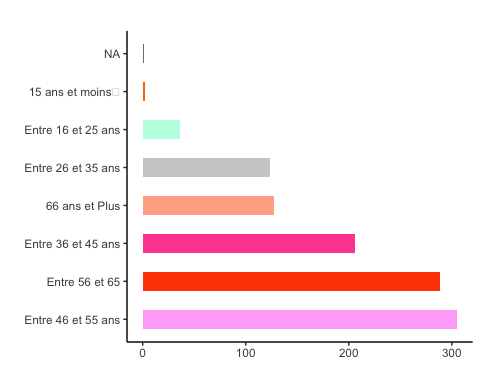 NA
15 ans et moins
Entre 16 et 25 ans
Entre 26 et 35 ans
66 ans et Plus
Entre 36 et 45 ans
Entre 56 et 65
Entre 46 et 55 ans
0 100 200 300